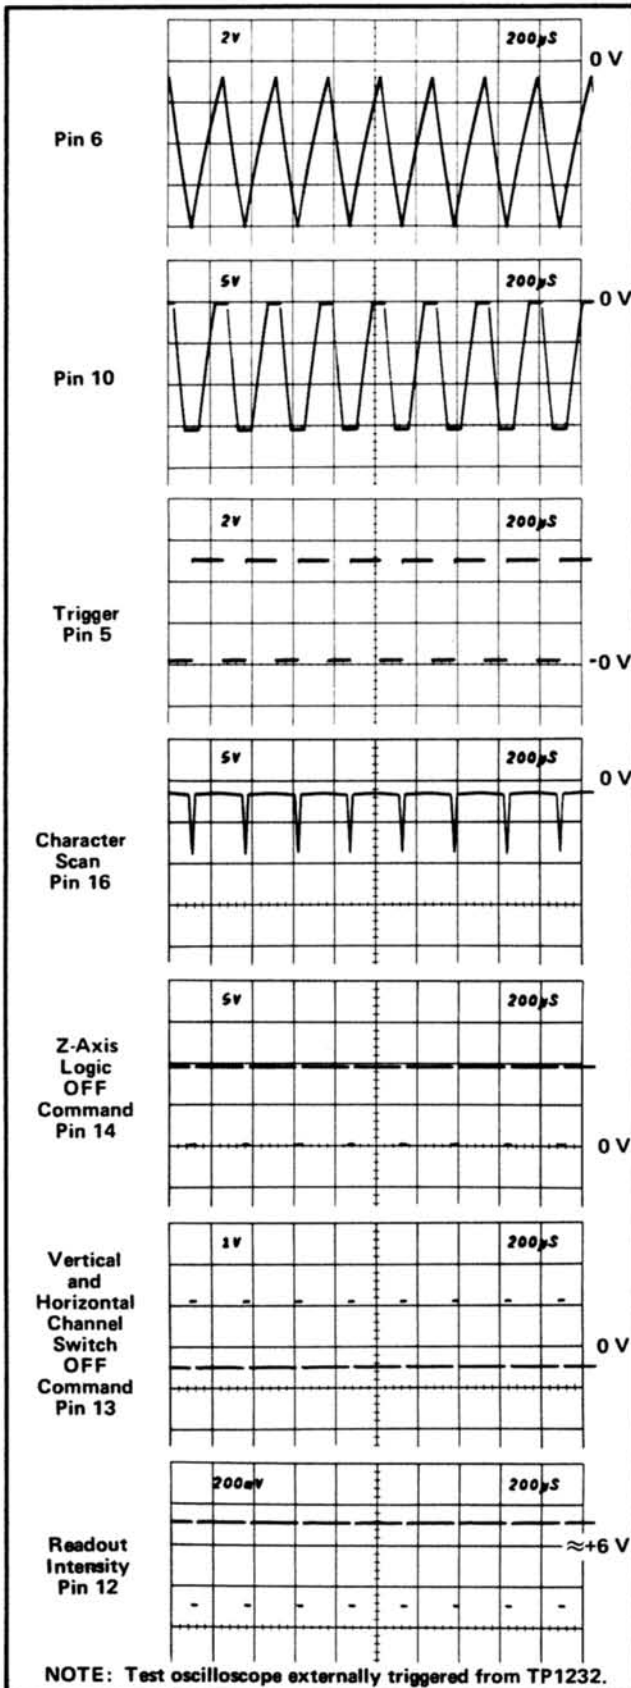 2V 200µS
0 V
Pin 6
5V 200µS
0 V
Pin 10
2V 200µS
Trigger
Pin 5
-0 V
5V 200µS
0 V
Character
Scan
Pin 16
5V 200µS
Z-Axis
Logic
OFF
Command
Pin 14
0 V
1V 200µS
Vertical
and
Horizontal
Channel
Switch
OFF
Command
Pin 13
0 V
200mV 200µS
Readout
Intensity
Pin 12
≈+6 V
NOTE: Test oscilloscope externally triggered from TP1232.